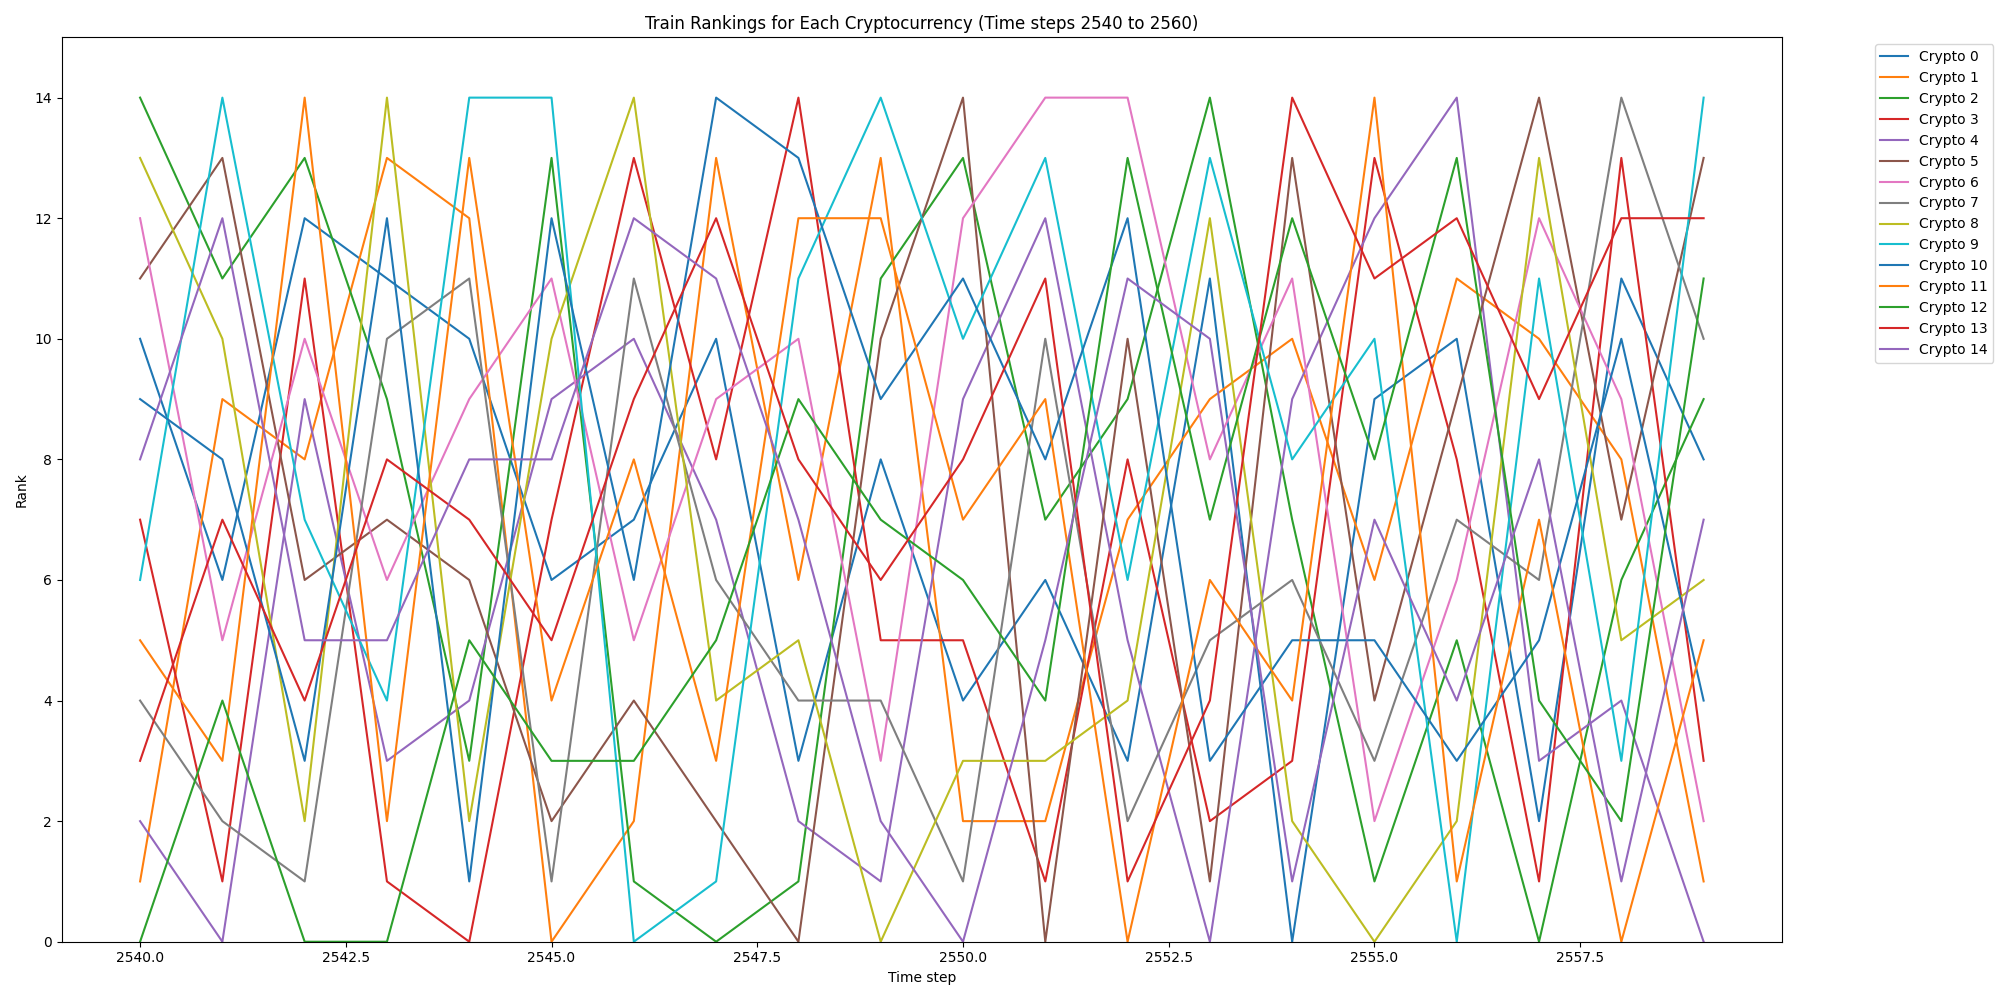 Train Rankings for Each Cryptocurrency (Time steps 2540 to 2560)
Rank
14
12
10
8
6
4
2
0
2540.0 2542.5 2545.0 2547.5 2550.0 2552.5 2555.0 2557.5
Time step
Crypto 0
Crypto 1
Crypto 2
Crypto 3
Crypto 4
Crypto 5
Crypto 6
Crypto 7
Crypto 8
Crypto 9
Crypto 10
Crypto 11
Crypto 12
Crypto 13
Crypto 14